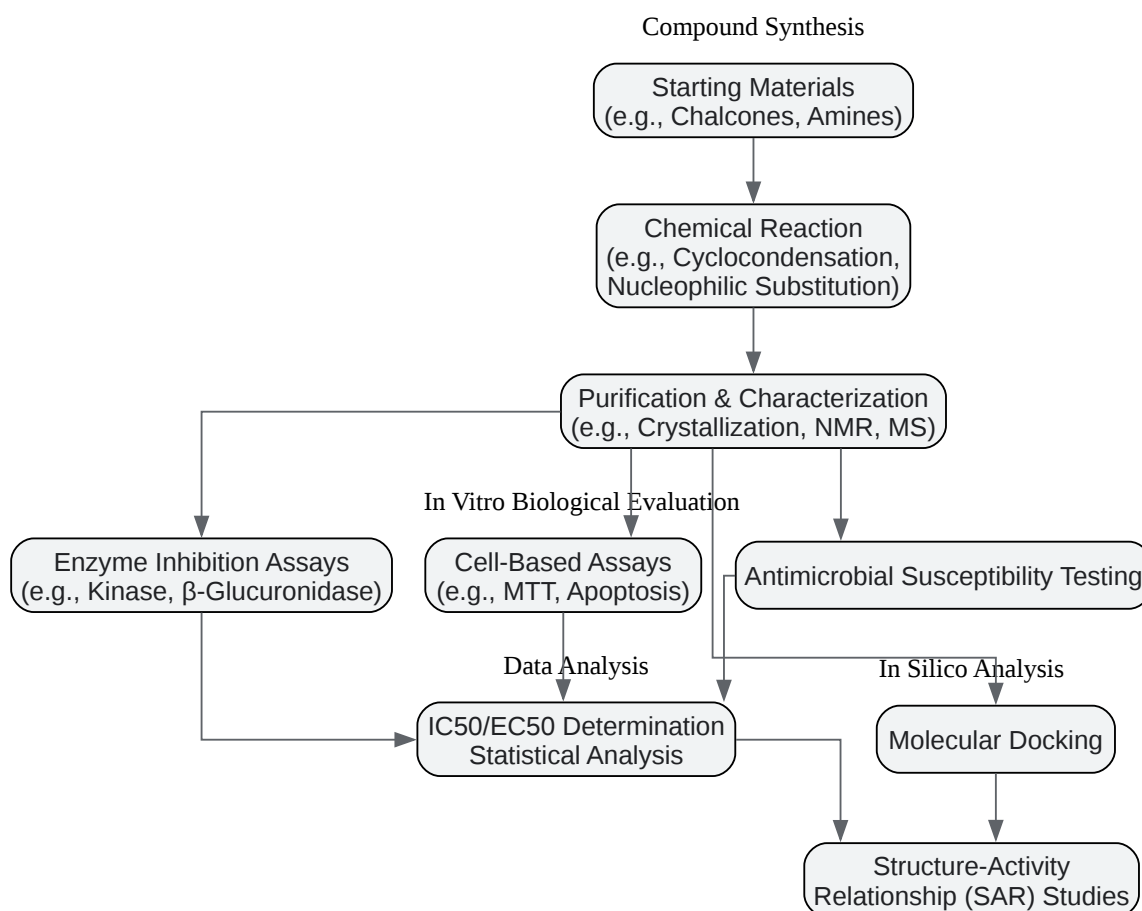 Compound Synthesis
Starting Materials
(e.g., Chalcones, Amines)
Chemical Reaction
(e.g., Cyclocondensation,
Nucleophilic Substitution)
Purification & Characterization
(e.g., Crystallization, NMR, MS)
In Vitro Biological Evaluation
Enzyme Inhibition Assays
(e.g., Kinase, β-Glucuronidase)
Cell-Based Assays
(e.g., MTT, Apoptosis)
Antimicrobial Susceptibility Testing
Data Analysis
In Silico Analysis
IC50/EC50 Determination
Statistical Analysis
Molecular Docking
Structure-Activity
Relationship (SAR) Studies